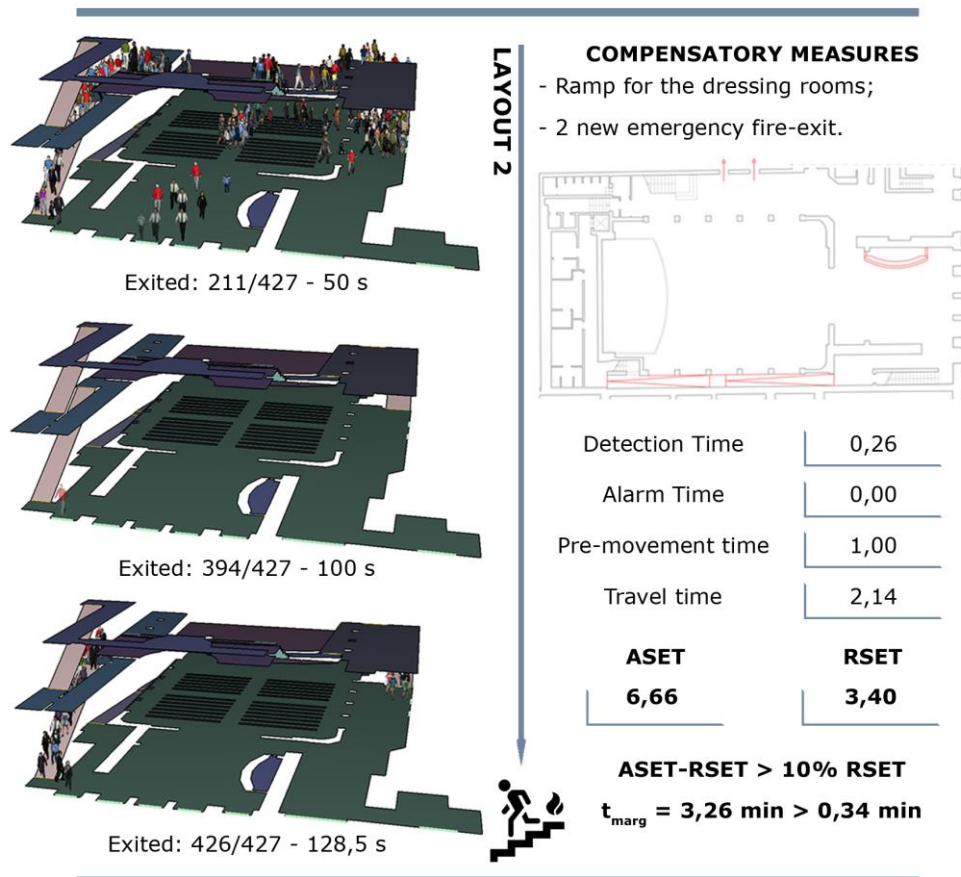 LAYOUT 2
Exited: 211/427 - 50 s
Exited: 394/427 - 100 s
Exited: 426/427 - 128,5 s
COMPENSATORY MEASURES
- Ramp for the dressing rooms;
- 2 new emergency fire-exit.
Detection Time 0,26
Alarm Time 0,00
Pre-movement time 1,00
Travel time 2,14
ASET RSET
6,66 3,40
ASET-RSET > 10% RSET
tmarg = 3,26 min > 0,34 min